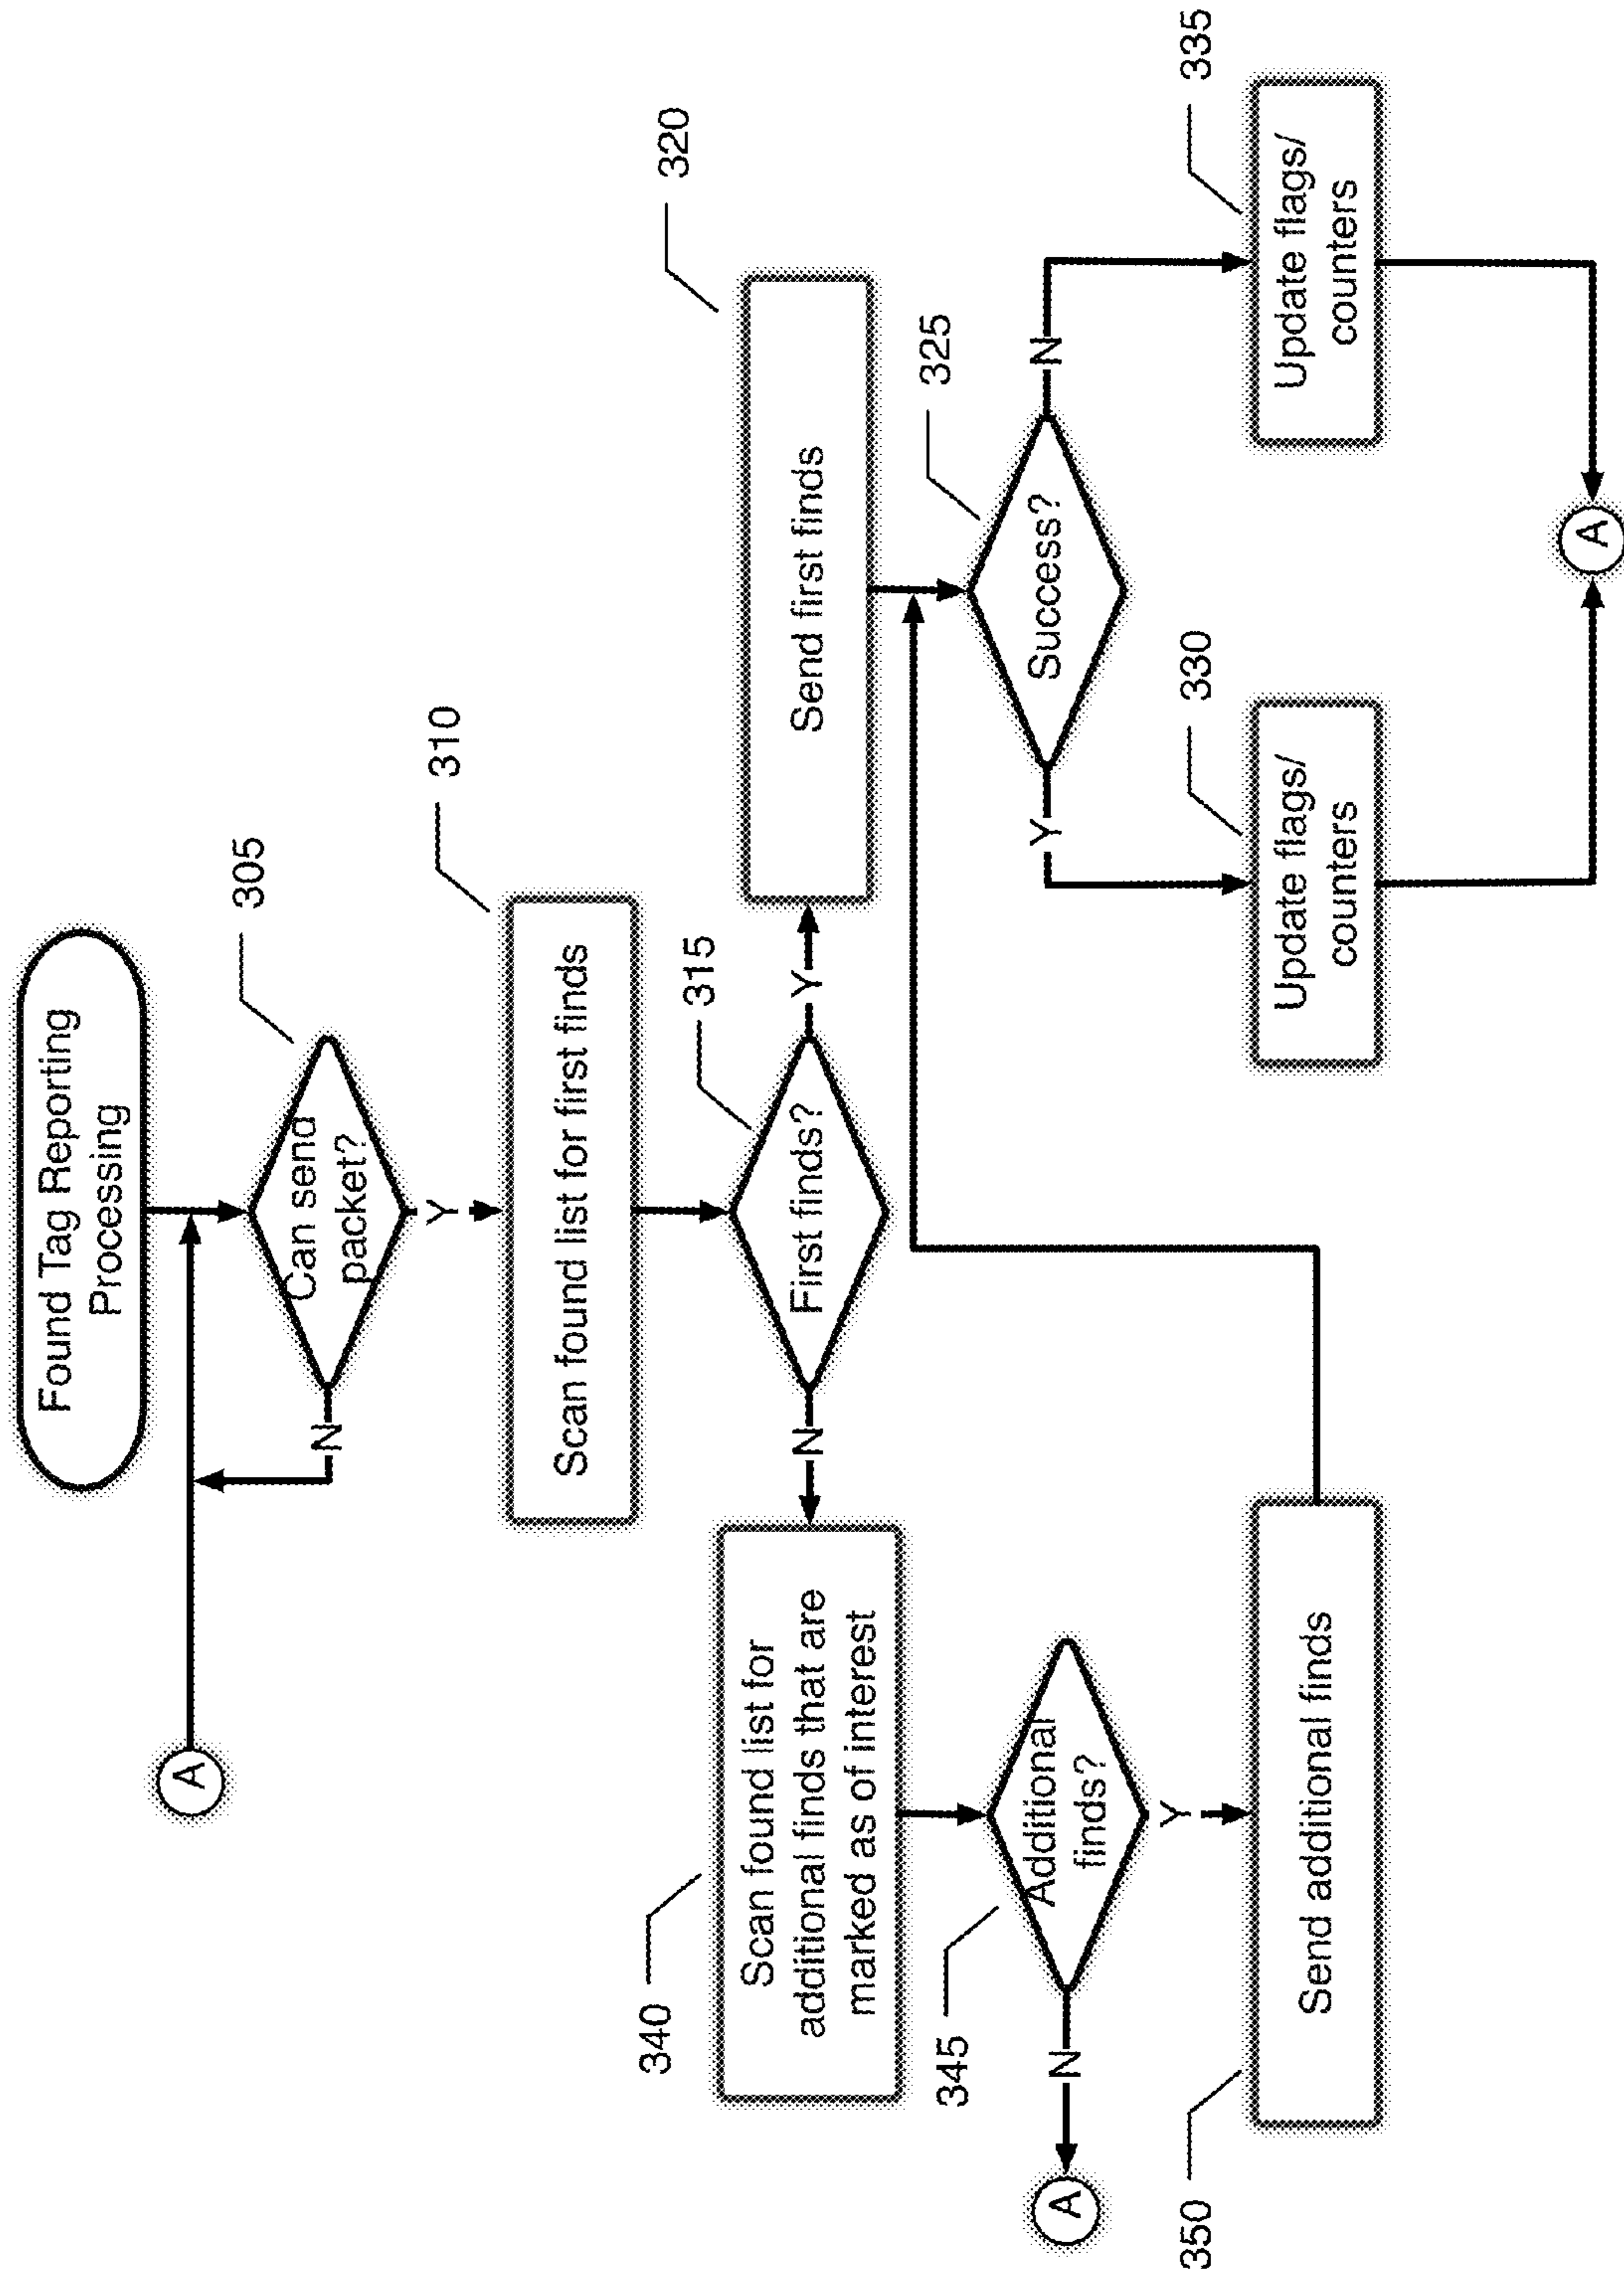 Found Tag Reporting
Processing
A
305
Can send
packet?
N
Y
310
Scan found list for first finds
315
First finds?
N
Y
320
Send first finds
325
Success?
Y
N
330
Update flags/
counters
335
Update flags/
counters
A
340
Scan found list for
additional finds that are
marked as of interest
345
Additional
finds?
N
A
Y
350
Send additional finds